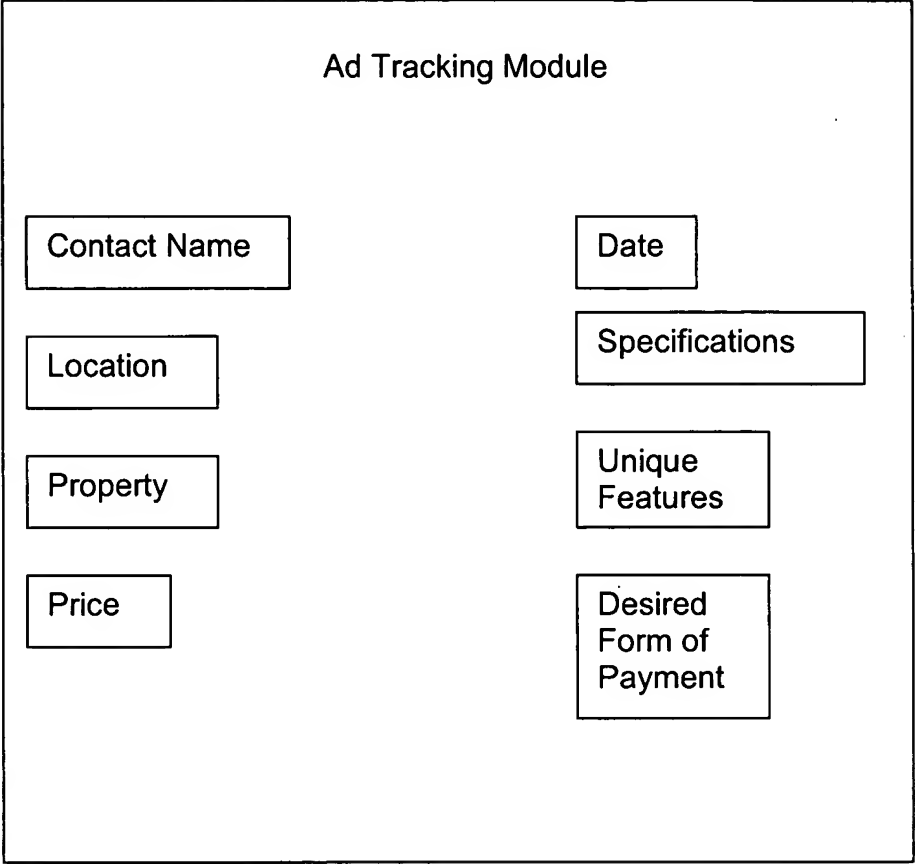 Ad Tracking Module
Contact Name
Location
Property
Price
Date
Specifications
Unique
Features
Desired
Form of
Payment